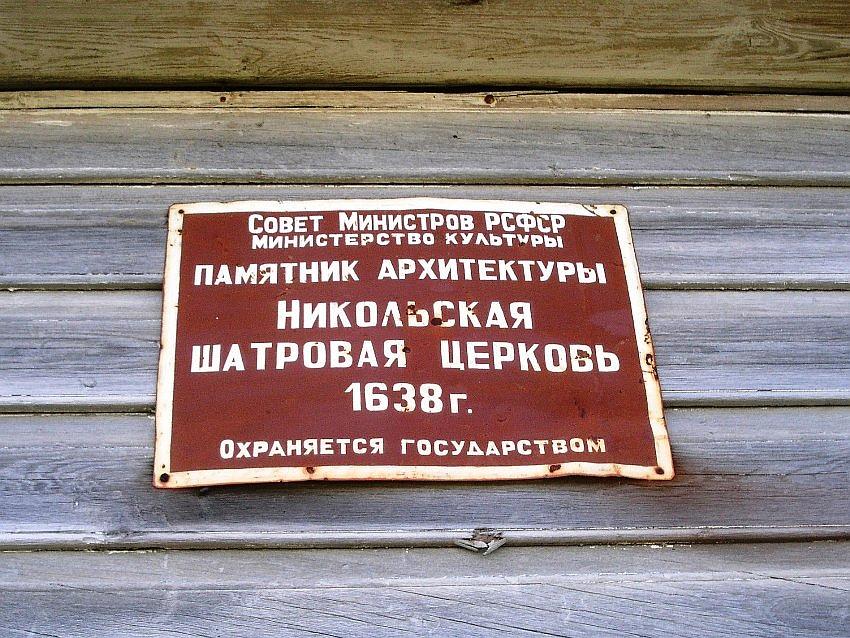 Совет Министров РСФСР
Министерство культуры
Памятник архитектуры
Никольская
шатровая церковь
1638 г.
Охраняется государством